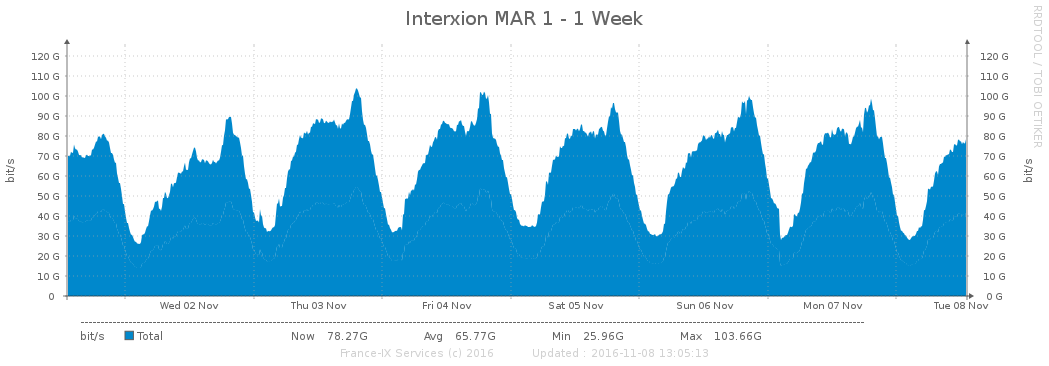 Interxion MAR 1 - 1 Week
RRDTOOL / TOBI OETIKER
120 G 120 G
110 G 110 G
100 G 100 G
90 G 90 G
80 G 80 G
70 G 70 G
60 G 60 G
50 G 50 G
40 G 40 G
30 G 30 G
20 G 20 G
10 G 10 G
0 0 G
bit/s
bit/s
Wed 02 Nov Thu 03 Nov Fri 04 Nov Sat 05 Nov Sun 06 Nov Mon 07 Nov Tue 08 Nov
bit/s Total Now 78.27G Avg 65.77G Min 25.96G Max 103.66G
France-IX Services (c) 2016 Updated : 2016-11-08 13:05:13